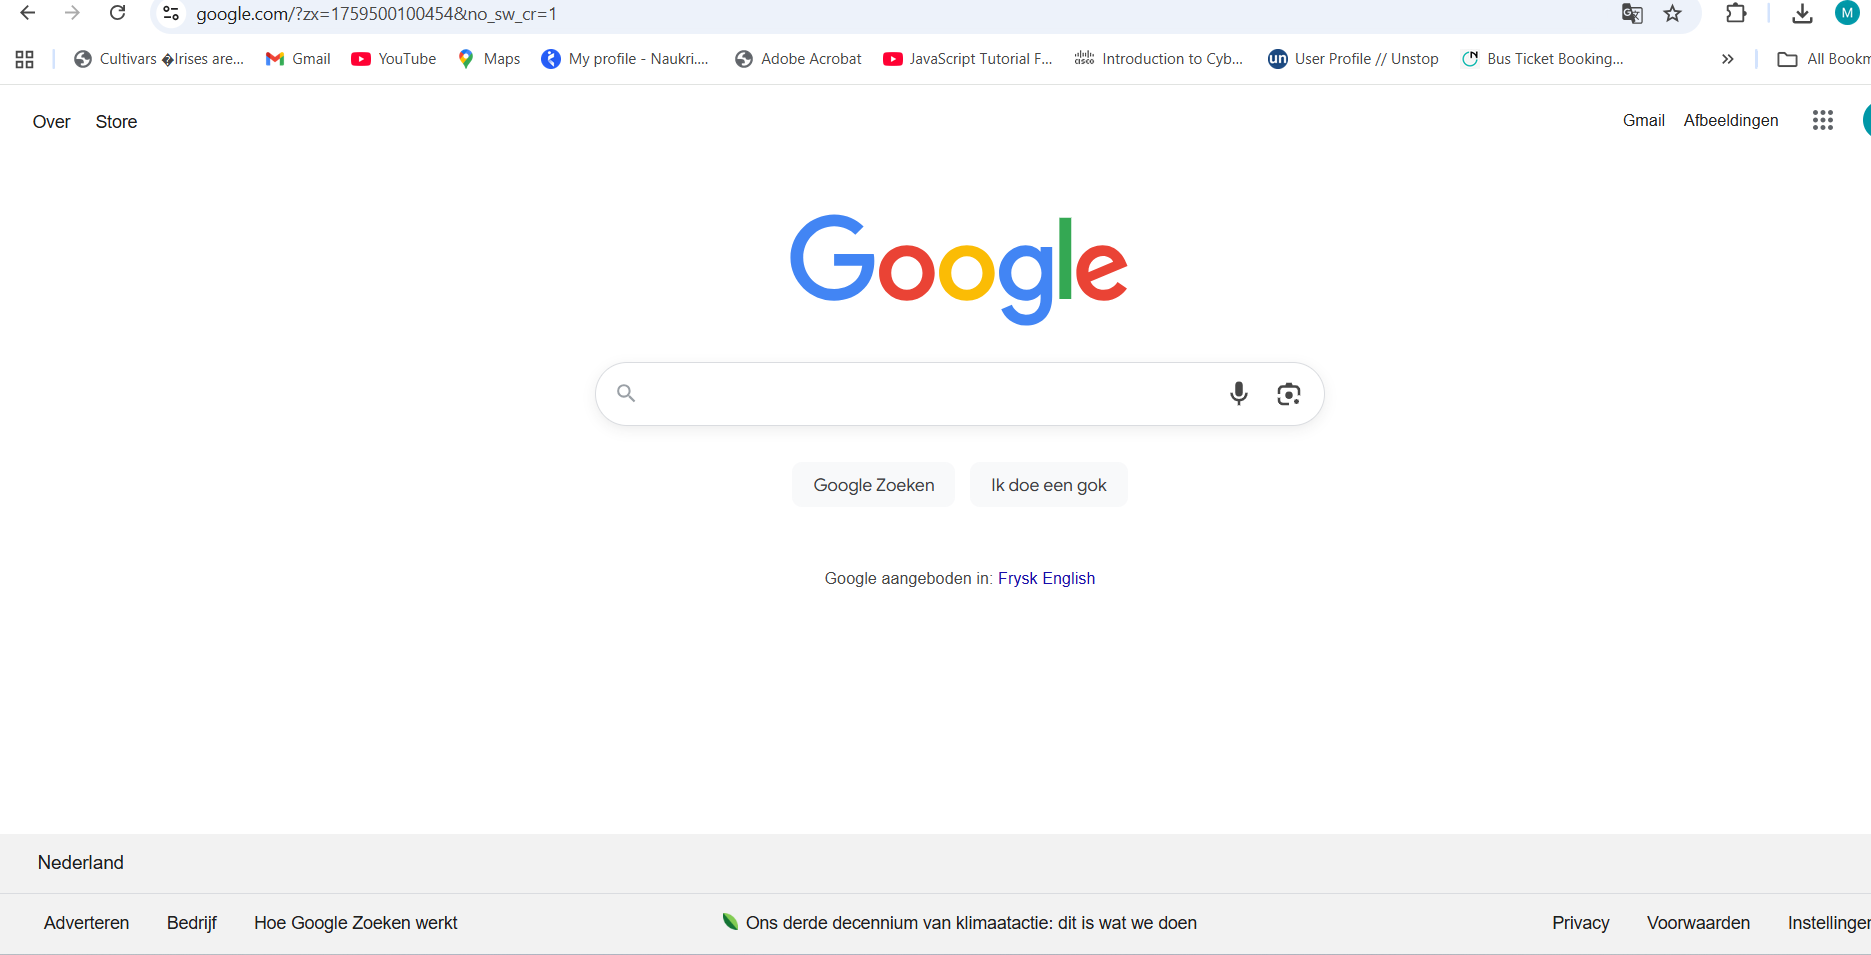 google.com/?zx=1759500100454&no_sw_cr=1 M
Cultivars �Irises are... Gmail YouTube Maps My profile - Naukri.... Adobe Acrobat JavaScript Tutorial F... Introduction to Cyb... User Profile // Unstop Bus Ticket Booking... » All Bookm
Over Store Gmail Afbeeldingen
Google
Google Zoeken Ik doe een gok
Google aangeboden in: Frysk English
Nederland
Adverteren Bedrijf Hoe Google Zoeken werkt Ons derde decennium van klimaatactie: dit is wat we doen Privacy Voorwaarden Instellingen